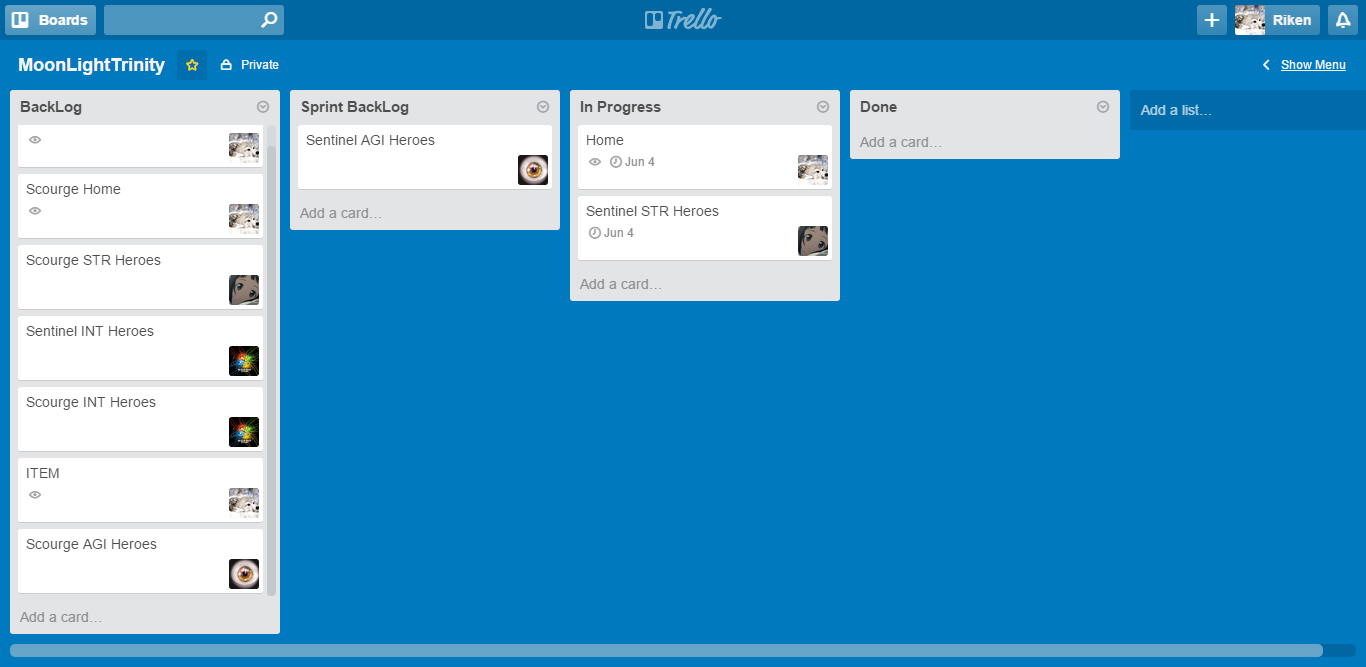 Boards
Trello
Riken
MoonLightTrinity
Private
Show Menu
BackLog
Scourge Home
Scourge STR Heroes
Sentinel INT Heroes
Scourge INT Heroes
ITEM
Scourge AGI Heroes
Add a card…
Sprint BackLog
Sentinel AGI Heroes
Add a card…
In Progress
Home
Jun 4
Sentinel STR Heroes
Jun 4
Add a card…
Done
Add a card…
Add a list…